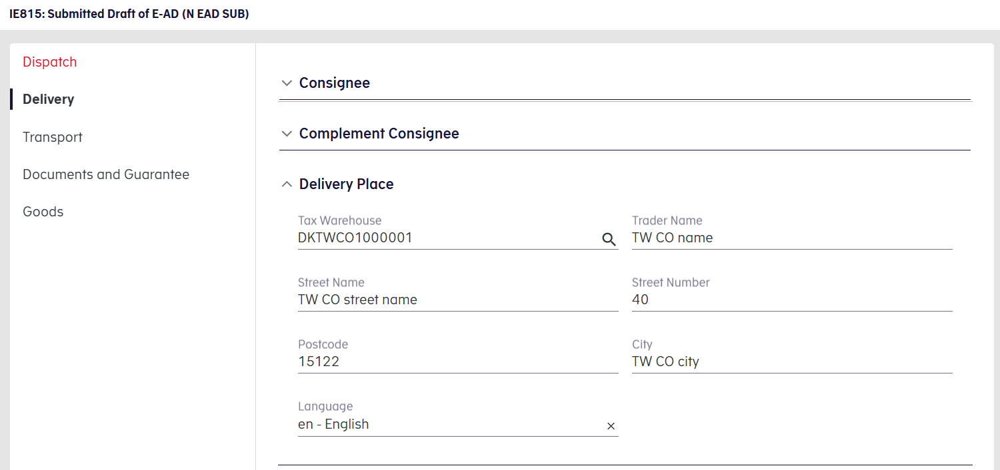 IE815: Submitted Draft of E-AD (N EAD SUB)
Dispatch
Delivery
Transport
Documents and Guarantee
Goods
Consignee
Complement Consignee
Delivery Place
Tax Warehouse
DKTWCO1000001
Trader Name
TW CO name
Street Name
TW CO street name
Street Number
40
Postcode
15122
City
TW CO city
Language
en - English